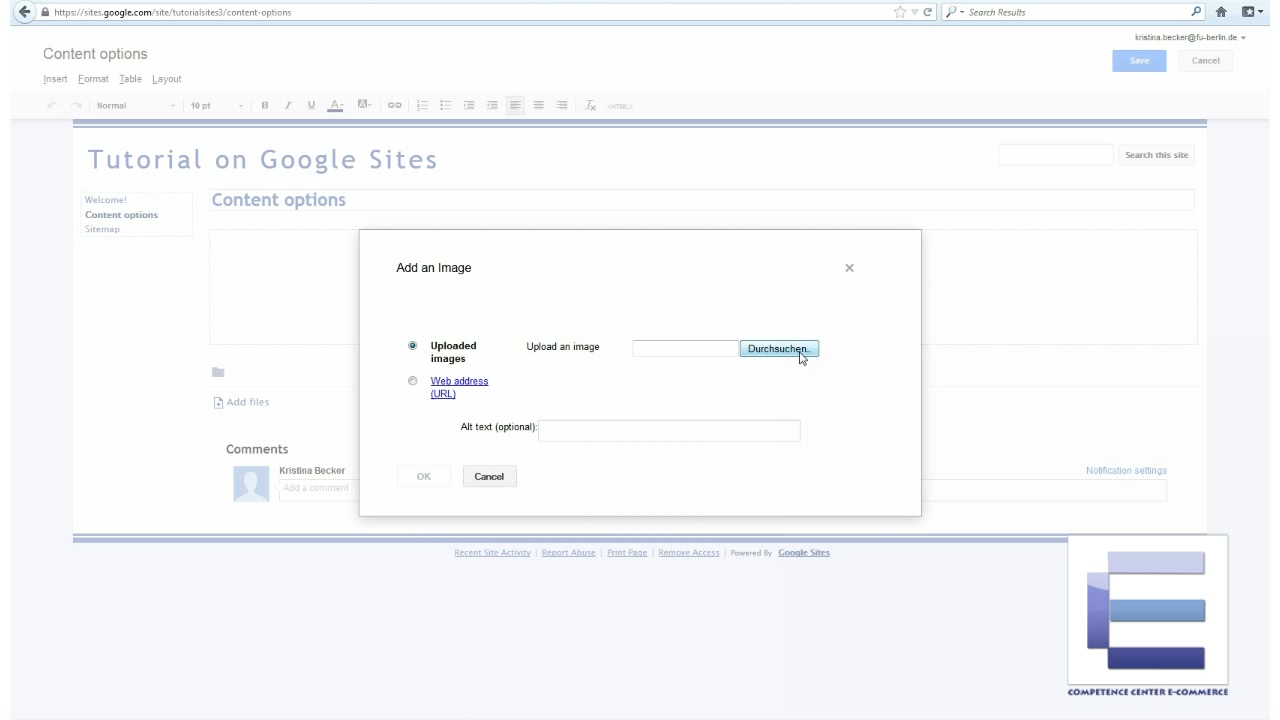 https://sites.google.com/site/tutorialsites3/content-options
Search Results
kristina.becker@fu-berlin.de
Content options
Save
Cancel
Insert Format Table Layout
Normal 10 pt B I U A A <HTML>
Tutorial on Google Sites
Search this site
Welcome!
Content options
Sitemap
Content options
Add an Image
Uploaded
images
Upload an image
Durchsuchen..
Web address
(URL)
Alt text (optional):
OK
Cancel
Add files
Comments
Kristina Becker
Add a comment
Notification settings
Recent Site Activity | Report Abuse | Print Page | Remove Access | Powered By Google Sites
COMPETENCE CENTER E-COMMERCE